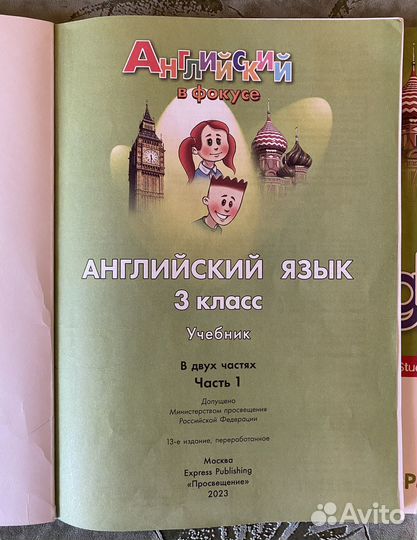 Английский
в фокусе
АНГЛИЙСКИЙ ЯЗЫК
3 класс
Учебник
В двух частях
Часть 1
Допущено
Министерством просвещения
Российской Федерации
13-е издание, переработанное
Москва
Express Publishing
«Просвещение»
2023
Stu
Avito